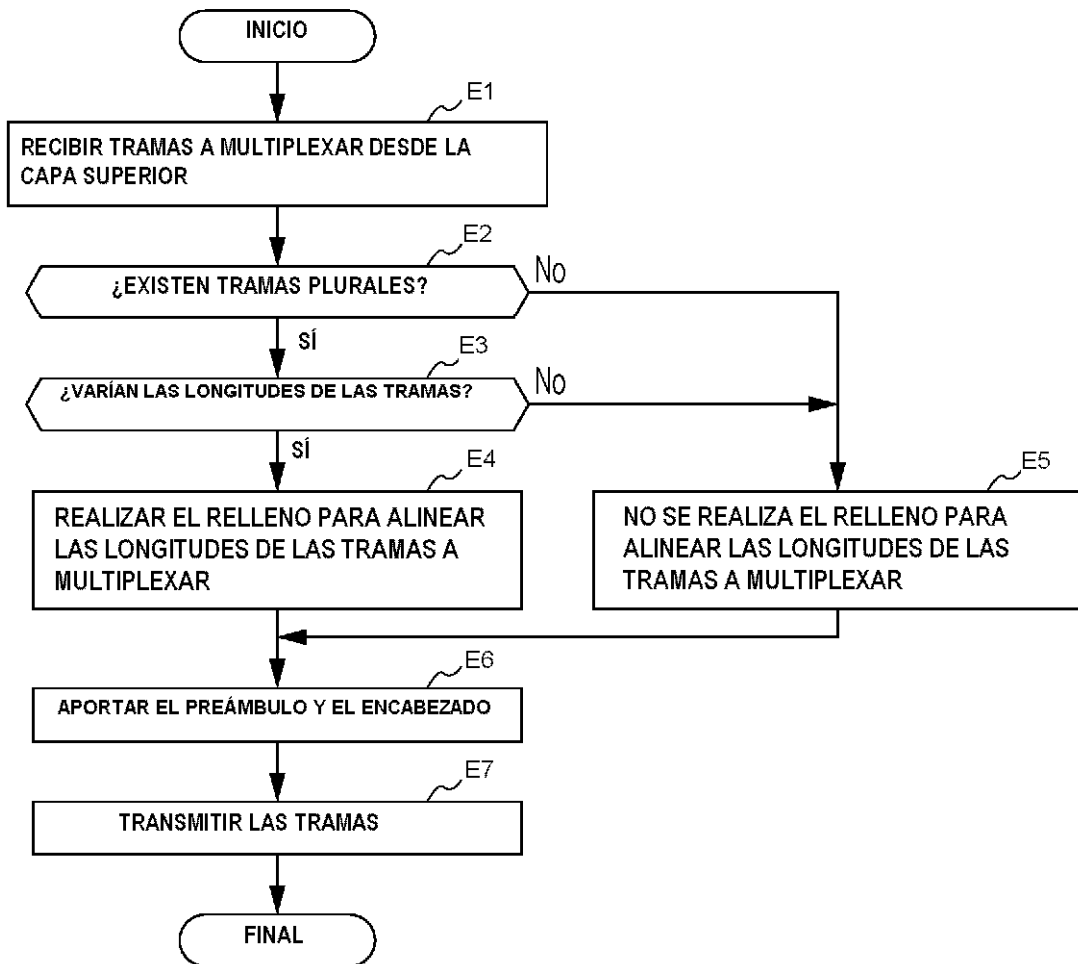 INICIO
E1
RECIBIR TRAMAS A MULTIPLEXAR DESDE LA
CAPA SUPERIOR
E2
¿EXISTEN TRAMAS PLURALES?
No
SÍ
E3
¿VARÍAN LAS LONGITUDES DE LAS TRAMAS?
No
SÍ
E4
REALIZAR EL RELLENO PARA ALINEAR
LAS LONGITUDES DE LAS TRAMAS A
MULTIPLEXAR
E5
NO SE REALIZA EL RELLENO PARA
ALINEAR LAS LONGITUDES DE LAS
TRAMAS A MULTIPLEXAR
E6
APORTAR EL PREÁMBULO Y EL ENCABEZADO
E7
TRANSMITIR LAS TRAMAS
FINAL